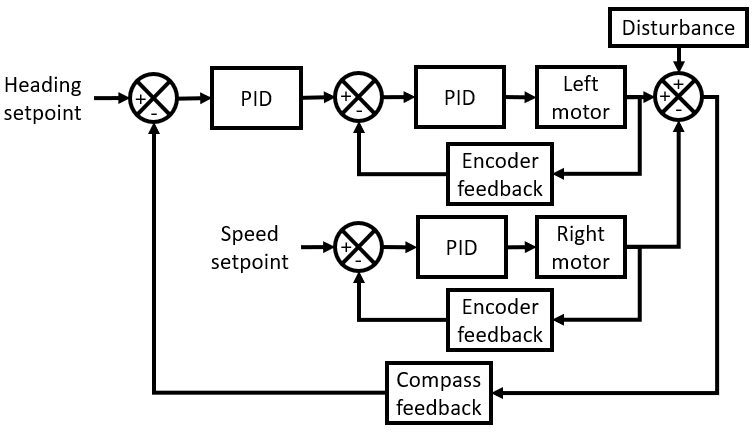 Disturbance
Heading
setpoint
+
-
PID
+
-
PID
Left
motor
+
+
-
Encoder
feedback
Speed
setpoint
+
-
PID
Right
motor
Encoder
feedback
Compass
feedback